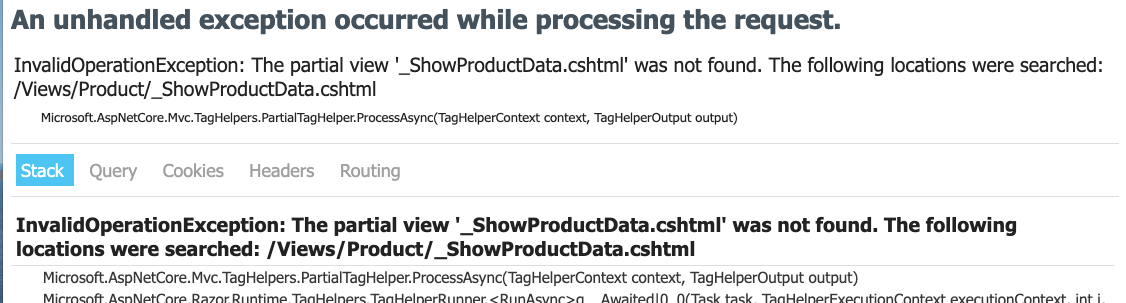 An unhandled exception occurred while processing the request.
InvalidOperationException: The partial view '_ShowProductData.cshtml' was not found. The following locations were searched:
/Views/Product/_ShowProductData.cshtml
Microsoft.AspNetCore.Mvc.TagHelpers.PartialTagHelper.ProcessAsync(TagHelperContext context, TagHelperOutput output)
Stack Query Cookies Headers Routing
InvalidOperationException: The partial view '_ShowProductData.cshtml' was not found. The following
locations were searched: /Views/Product/_ShowProductData.cshtml
Microsoft.AspNetCore.Mvc.TagHelpers.PartialTagHelper.ProcessAsync(TagHelperContext context, TagHelperOutput output)
Microsoft.AspNetCore.Razor.Runtime.TagHelpers.TagHelperRunner.<RunAsync>g__Awaited|0_0(Task task, TagHelperExecutionContext executionContext, int i,